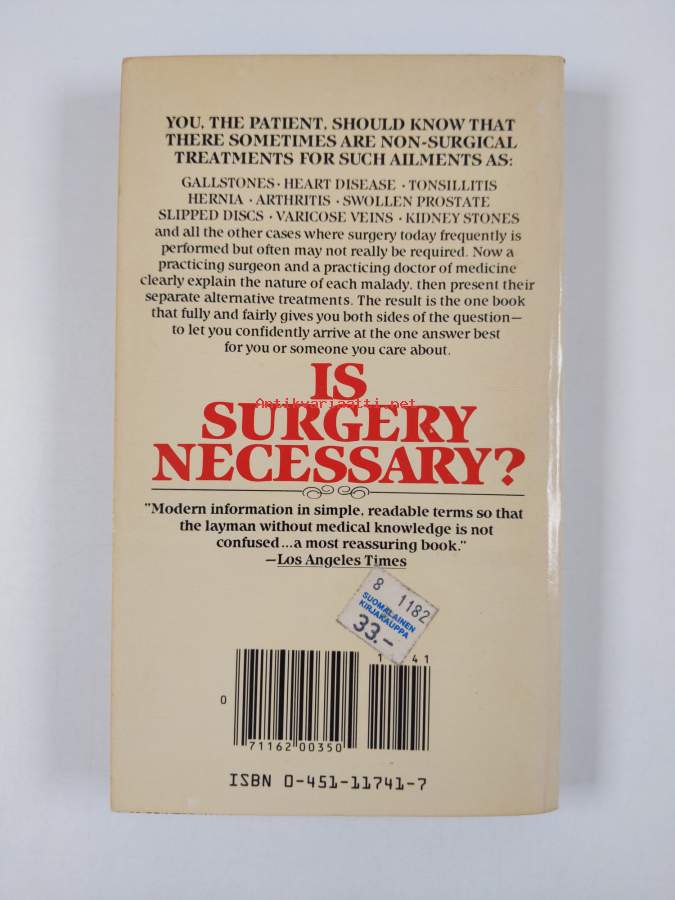 YOU, THE PATIENT, SHOULD KNOW THAT
THERE SOMETIMES ARE NON-SURGICAL
TREATMENTS FOR SUCH AILMENTS AS:
GALLSTONES · HEART DISEASE · TONSILLITIS
HERNIA · ARTHRITIS · SWOLLEN PROSTATE
SLIPPED DISCS · VARICOSE VEINS · KIDNEY STONES
and all the other cases where surgery today frequently is
performed but often may not really be required. Now a
practicing surgeon and a practicing doctor of medicine
clearly explain the nature of each malady, then present their
separate alternative treatments. The result is the one book
that fully and fairly gives you both sides of the question—
to let you confidently arrive at the one answer best
for you or someone you care about.
IS
Antikvariaatti.net
SURGERY
NECESSARY?
"Modern information in simple, readable terms so that
the layman without medical knowledge is not
confused...a most reassuring book."
—Los Angeles Times
8 1182
SUOMALAINEN
KIRJAKAUPPA
33.-
41
0
71162 00350
ISBN 0-451-11741-7